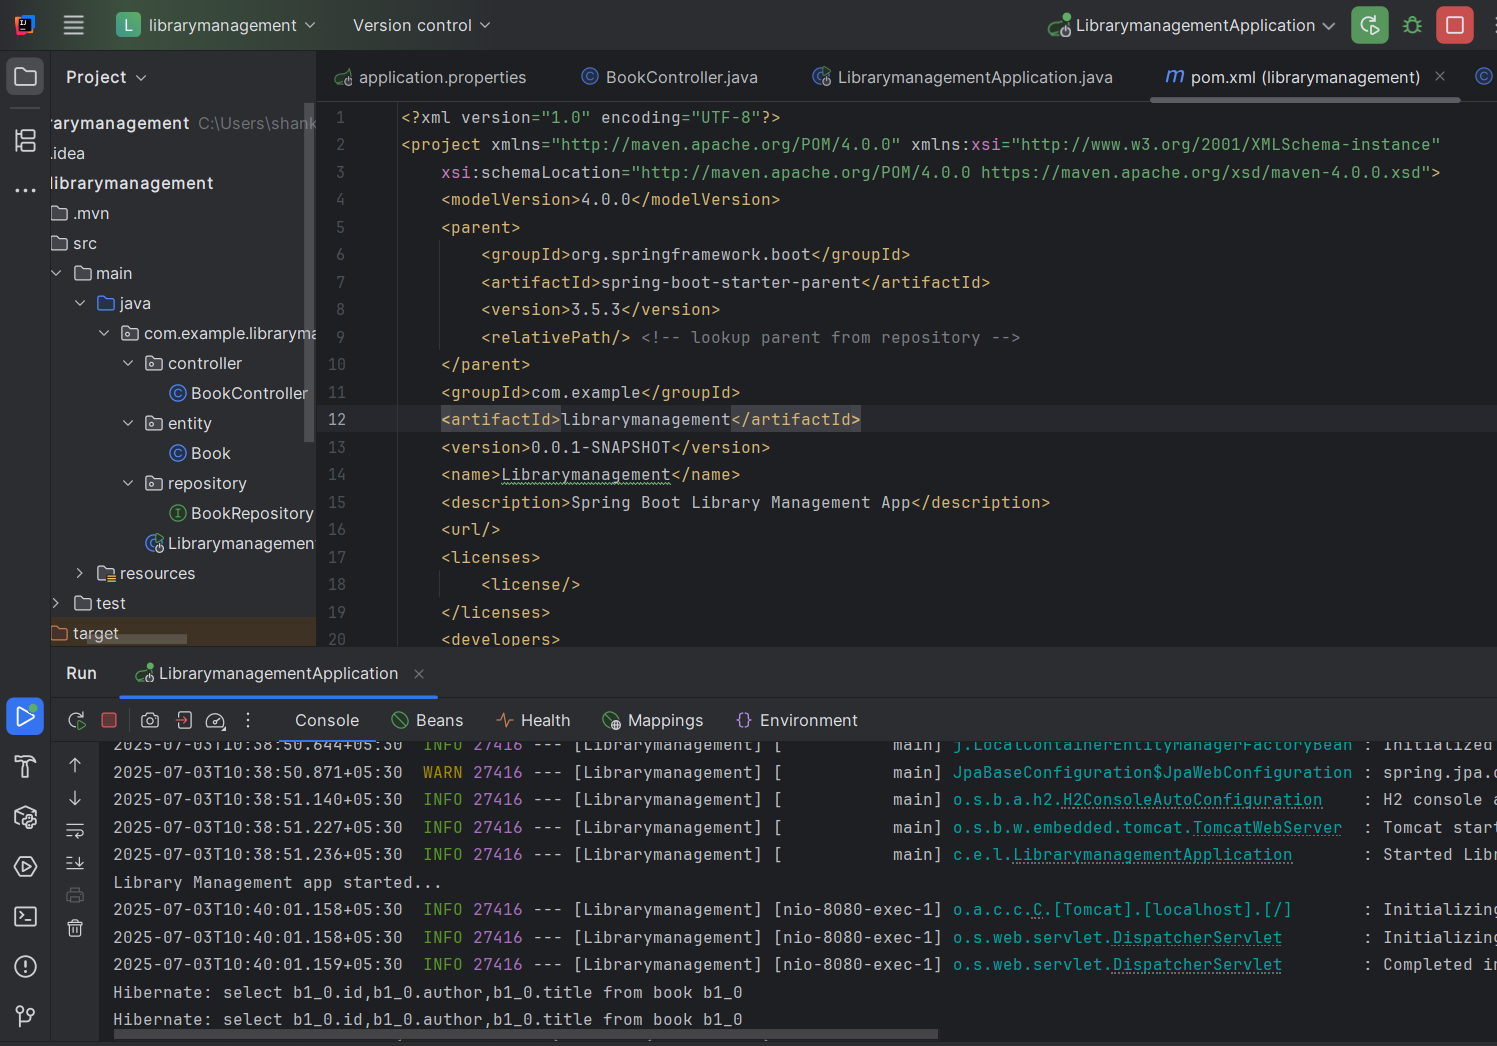 L librarymanagement Version control LibrarymanagementApplication
Project
application.properties BookController.java LibrarymanagementApplication.java pom.xml (librarymanagement)
rarymanagement C:\Users\shank
.idea
librarymanagement
.mvn
src
main
java
com.example.libraryma
controller
BookController
entity
Book
repository
BookRepository
Librarymanagemen
resources
test
target
1 <?xml version="1.0" encoding="UTF-8"?>
2 <project xmlns="http://maven.apache.org/POM/4.0.0" xmlns:xsi="http://www.w3.org/2001/XMLSchema-instance"
3 xsi:schemaLocation="http://maven.apache.org/POM/4.0.0 https://maven.apache.org/xsd/maven-4.0.0.xsd">
4 <modelVersion>4.0.0</modelVersion>
5 <parent>
6 <groupId>org.springframework.boot</groupId>
7 <artifactId>spring-boot-starter-parent</artifactId>
8 <version>3.5.3</version>
9 <relativePath/> <!-- lookup parent from repository -->
10 </parent>
11 <groupId>com.example</groupId>
12 <artifactId>librarymanagement</artifactId>
13 <version>0.0.1-SNAPSHOT</version>
14 <name>Librarymanagement</name>
15 <description>Spring Boot Library Management App</description>
16 <url/>
17 <licenses>
18 <license/>
19 </licenses>
20 <developers>
Run LibrarymanagementApplication
Console Beans Health Mappings Environment
2025-07-03T10:38:50.644+05:30 INFO 27416 --- [Librarymanagement] [ main] j.LocalContainerEntityManagerFactoryBean : Initialized
2025-07-03T10:38:50.871+05:30 WARN 27416 --- [Librarymanagement] [ main] JpaBaseConfiguration$JpaWebConfiguration : spring.jpa.o
2025-07-03T10:38:51.140+05:30 INFO 27416 --- [Librarymanagement] [ main] o.s.b.a.h2.H2ConsoleAutoConfiguration : H2 console a
2025-07-03T10:38:51.227+05:30 INFO 27416 --- [Librarymanagement] [ main] o.s.b.w.embedded.tomcat.TomcatWebServer : Tomcat start
2025-07-03T10:38:51.236+05:30 INFO 27416 --- [Librarymanagement] [ main] c.e.l.LibrarymanagementApplication : Started Libr
Library Management app started...
2025-07-03T10:40:01.158+05:30 INFO 27416 --- [Librarymanagement] [nio-8080-exec-1] o.a.c.c.C.[Tomcat].[localhost].[/] : Initializing
2025-07-03T10:40:01.158+05:30 INFO 27416 --- [Librarymanagement] [nio-8080-exec-1] o.s.web.servlet.DispatcherServlet : Initializing
2025-07-03T10:40:01.159+05:30 INFO 27416 --- [Librarymanagement] [nio-8080-exec-1] o.s.web.servlet.DispatcherServlet : Completed in
Hibernate: select b1_0.id,b1_0.author,b1_0.title from book b1_0
Hibernate: select b1_0.id,b1_0.author,b1_0.title from book b1_0